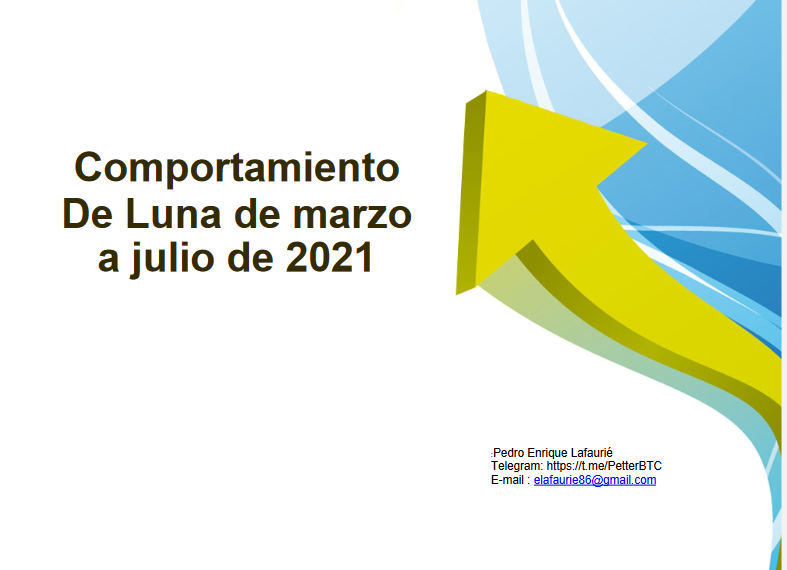 Comportamiento
De Luna de marzo
a julio de 2021
:Pedro Enrique Lafaurié
Telegram: https://t.me/PetterBTC
E-mail : elafaurie86@gmail.com